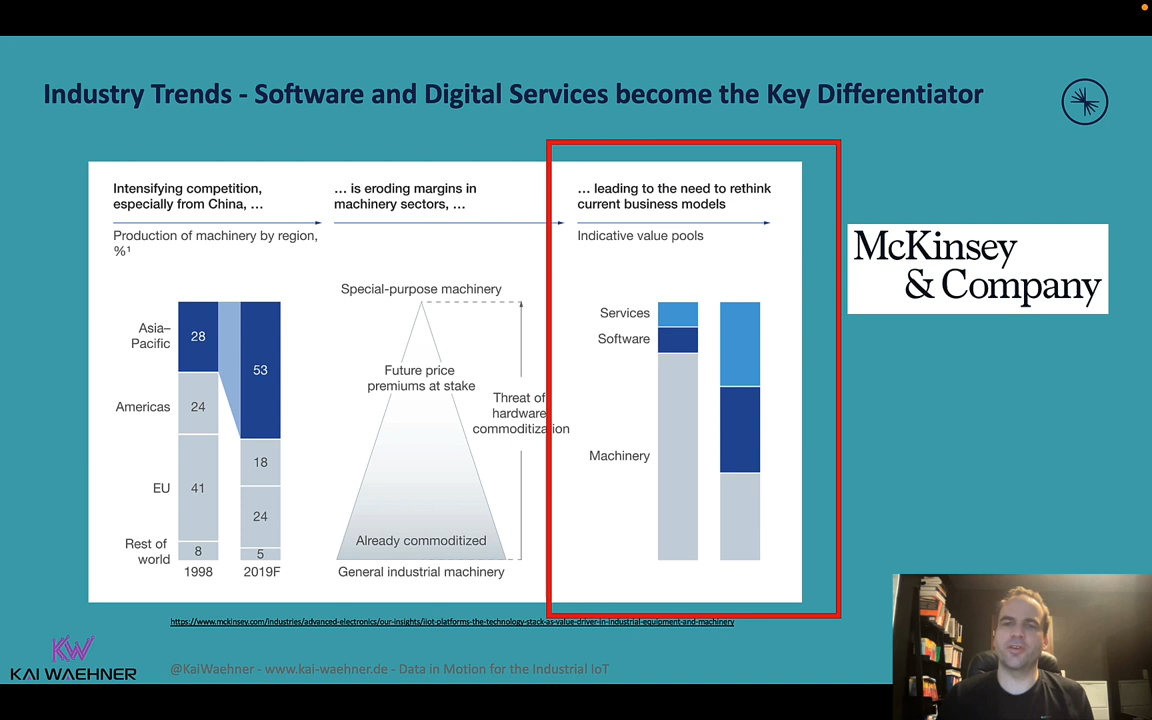 Industry Trends - Software and Digital Services become the Key Differentiator
Intensifying competition,
especially from China, …
Production of machinery by region,
%¹
Asia–
Pacific
Americas
EU
Rest of
world
28
24
41
8
1998
53
18
24
5
2019F
… is eroding margins in
machinery sectors, …
Special-purpose machinery
Future price
premiums at stake
Threat of
hardware
commoditization
Already commoditized
General industrial machinery
… leading to the need to rethink
current business models
Indicative value pools
Services
Software
Machinery
McKinsey
& Company
https://www.mckinsey.com/industries/advanced-electronics/our-insights/iiot-platforms-the-technology-stack-as-value-driver-in-industrial-equipment-and-machinery
KW
KAI WAEHNER
@KaiWaehner - www.kai-waehner.de - Data in Motion for the Industrial IoT